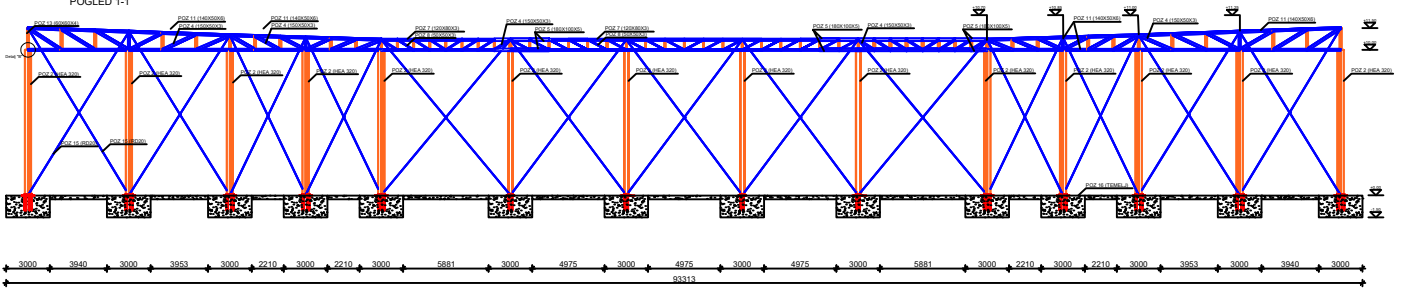 POGLED 1-1
POZ 13 (90X60X4)
POZ 11 (140X50X6)
POZ 4 (150X50X3)
POZ 11 (140X50X6)
POZ 4 (150X50X3)
POZ 7 (120X80X3)
POZ 4 (150X50X3)
POZ 5 (180X100X5)
POZ 7 (120X80X3)
POZ 5 (180X100X5)
POZ 4 (150X50X3)
POZ 5 (180X100X5)
POZ 11 (140X50X6)
POZ 4 (150X50X3)
POZ 11 (140X50X6)
POZ 2 (HEA 320)
POZ 2 (HEA 320)
POZ 2 (HEA 320)
POZ 2 (HEA 320)
POZ 2 (HEA 320)
POZ 2 (HEA 320)
POZ 2 (HEA 320)
POZ 2 (HEA 320)
POZ 2 (HEA 320)
POZ 2 (HEA 320)
POZ 2 (HEA 320)
POZ 2 (HEA 320)
POZ 2 (HEA 320)
POZ 2 (HEA 320)
POZ 15 (RD20)
POZ 15 (RD20)
POZ 16 (TEMELJ)
3000 3940 3000 3953 3000 2210 3000 2210 3000 5881 3000 4975 3000 4975 3000 4975 3000 5881 3000 2210 3000 2210 3000 3953 3000 3940 3000
93313